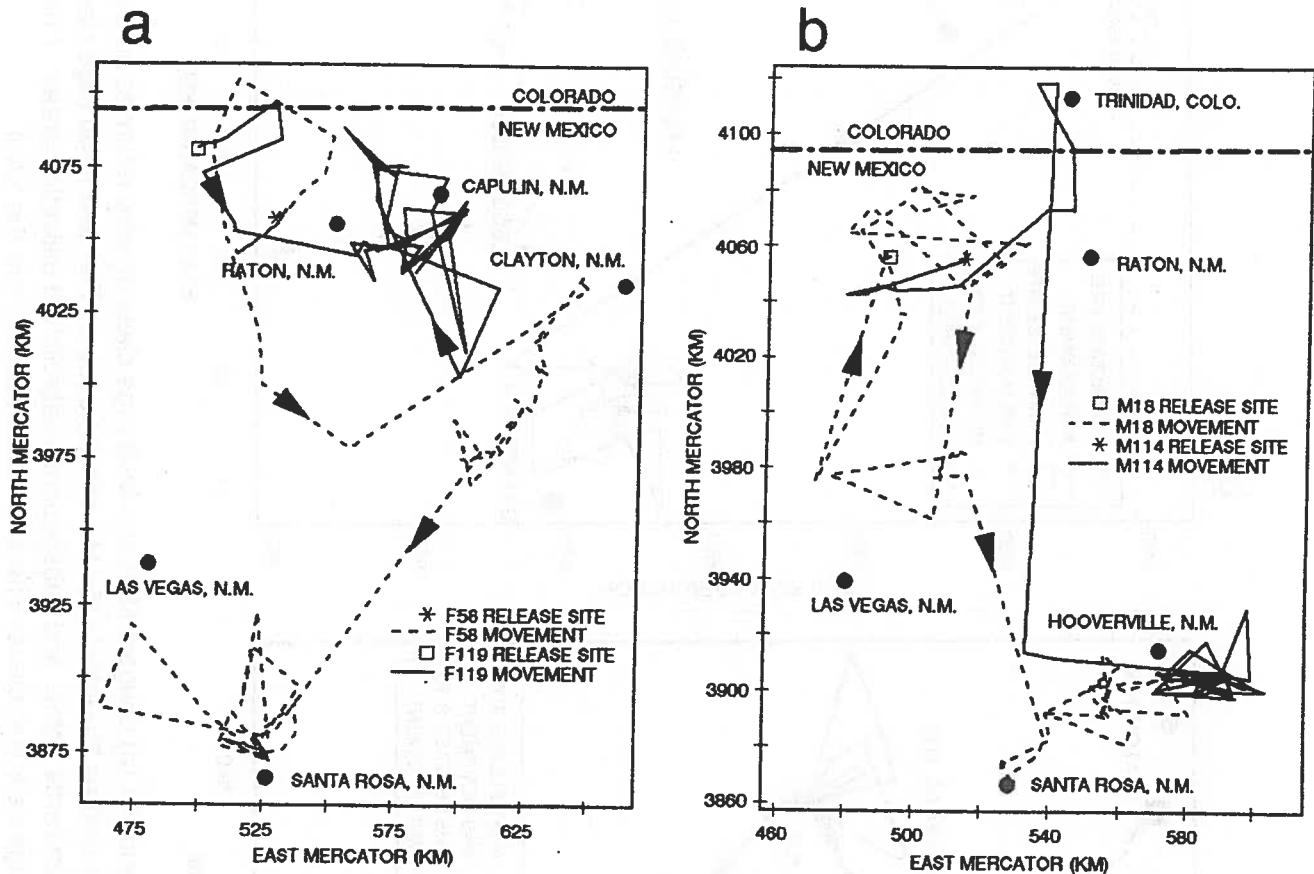 a
COLORADO
NEW MEXICO
CAPULIN, N.M.
RATON, N.M.
CLAYTON, N.M.
LAS VEGAS, N.M.
F56 RELEASE SITE
F58 MOVEMENT
F119 RELEASE SITE
F119 MOVEMENT
SANTA ROSA, N.M.
4075
4025
3975
3925
3875
NORTH MERCATOR (KM)
475
525
575
625
EAST MERCATOR (KM)
b
TRINIDAD, COLO.
COLORADO
NEW MEXICO
RATON, N.M.
M18 RELEASE SITE
M18 MOVEMENT
M114 RELEASE SITE
M114 MOVEMENT
LAS VEGAS, N.M.
HOOVERVILLE, N.M.
SANTA ROSA, N.M.
4100
4060
4020
3980
3940
3900
3860
NORTH MERCATOR (KM)
460
500
540
580
EAST MERCATOR (KM)